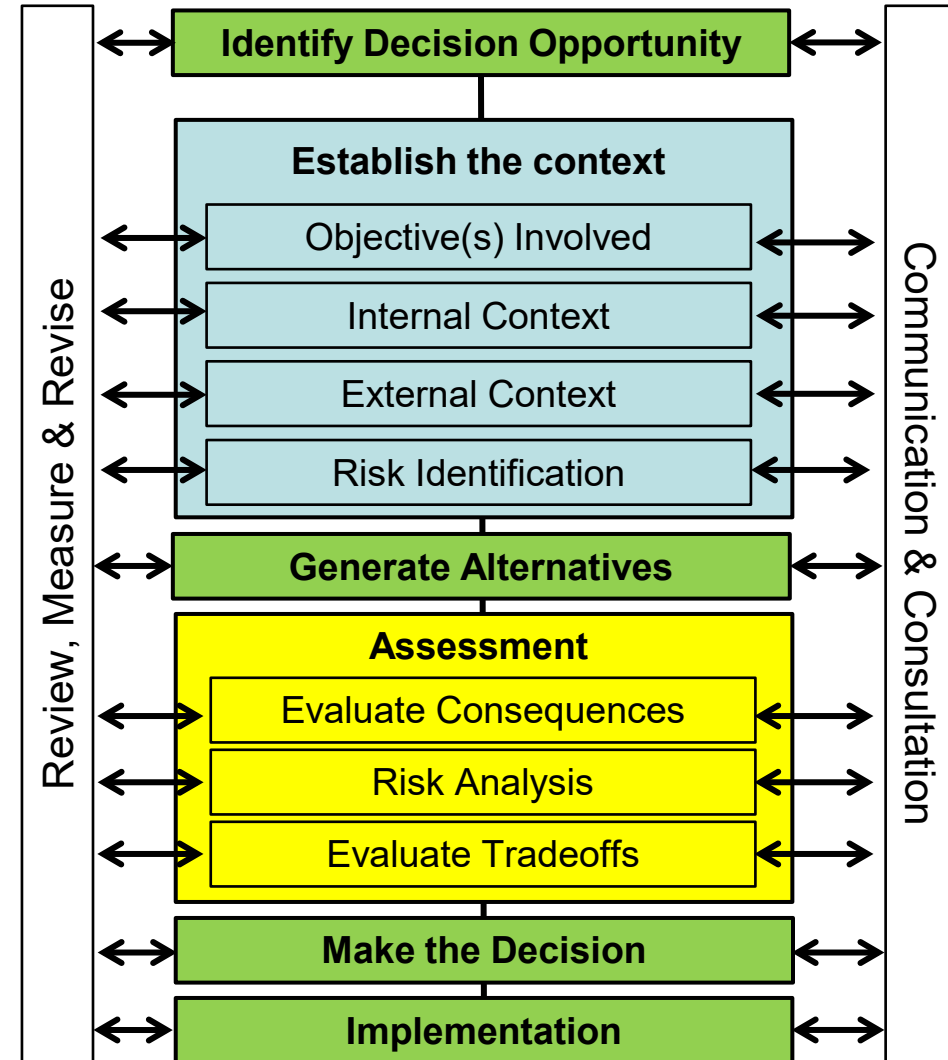 Identify Decision Opportunity
Establish the context
Objective(s) Involved
Internal Context
External Context
Risk Identification
Generate Alternatives
Assessment
Evaluate Consequences
Risk Analysis
Evaluate Tradeoffs
Make the Decision
Implementation
Review, Measure & Revise
Communication & Consultation